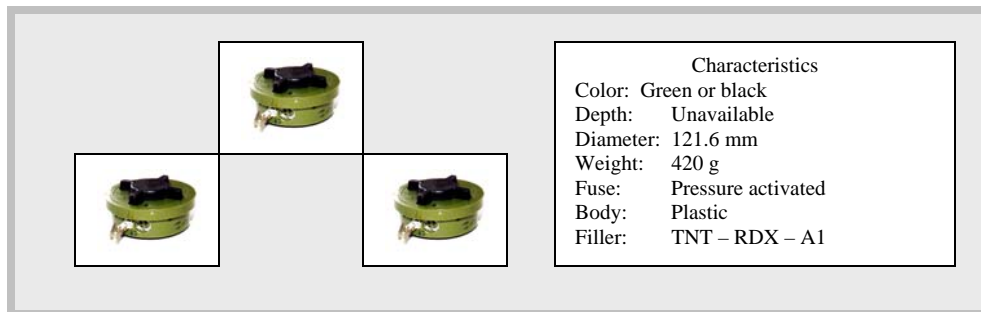 Characteristics
Color: Green or black
Depth: Unavailable
Diameter: 121.6 mm
Weight: 420 g
Fuse: Pressure activated
Body: Plastic
Filler: TNT – RDX – A1